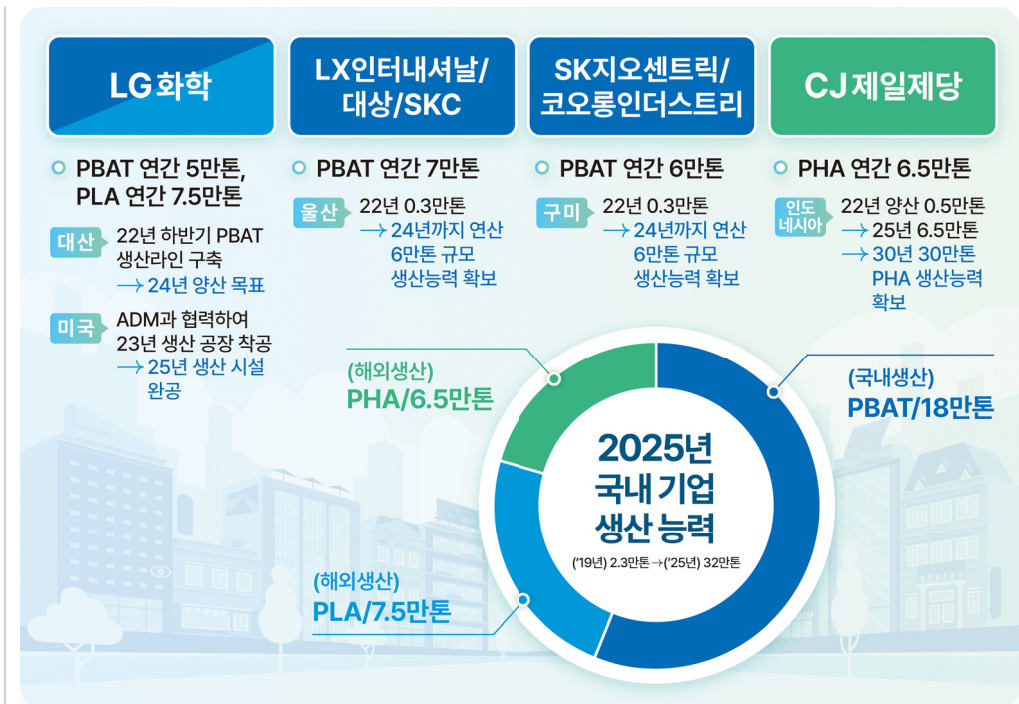 LG화학
PBAT 연간 5만톤,
PLA 연간 7.5만톤
대산
22년 하반기 PBAT
생산라인 구축
→ 24년 양산 목표
미국
ADM과 협력하여
23년 생산 공장 착공
→ 25년 생산 시설
완공
LX인터내셔날/
대상/SKC
PBAT 연간 7만톤
울산
22년 0.3만톤
→ 24년까지 연산
6만톤 규모
생산능력 확보
SK지오센트릭/
코오롱인더스트리
PBAT 연간 6만톤
구미
22년 0.3만톤
→ 24년까지 연산
6만톤 규모
생산능력 확보
CJ제일제당
PHA 연간 6.5만톤
인도
네시아
22년 양산 0.5만톤
→ 25년 6.5만톤
→ 30년 30만톤
PHA 생산능력
확보
(해외생산)
PHA/6.5만톤
(국내생산)
PBAT/18만톤
2025년
국내 기업
생산 능력
('19년) 2.3만톤→('25년) 32만톤
(해외생산)
PLA/7.5만톤